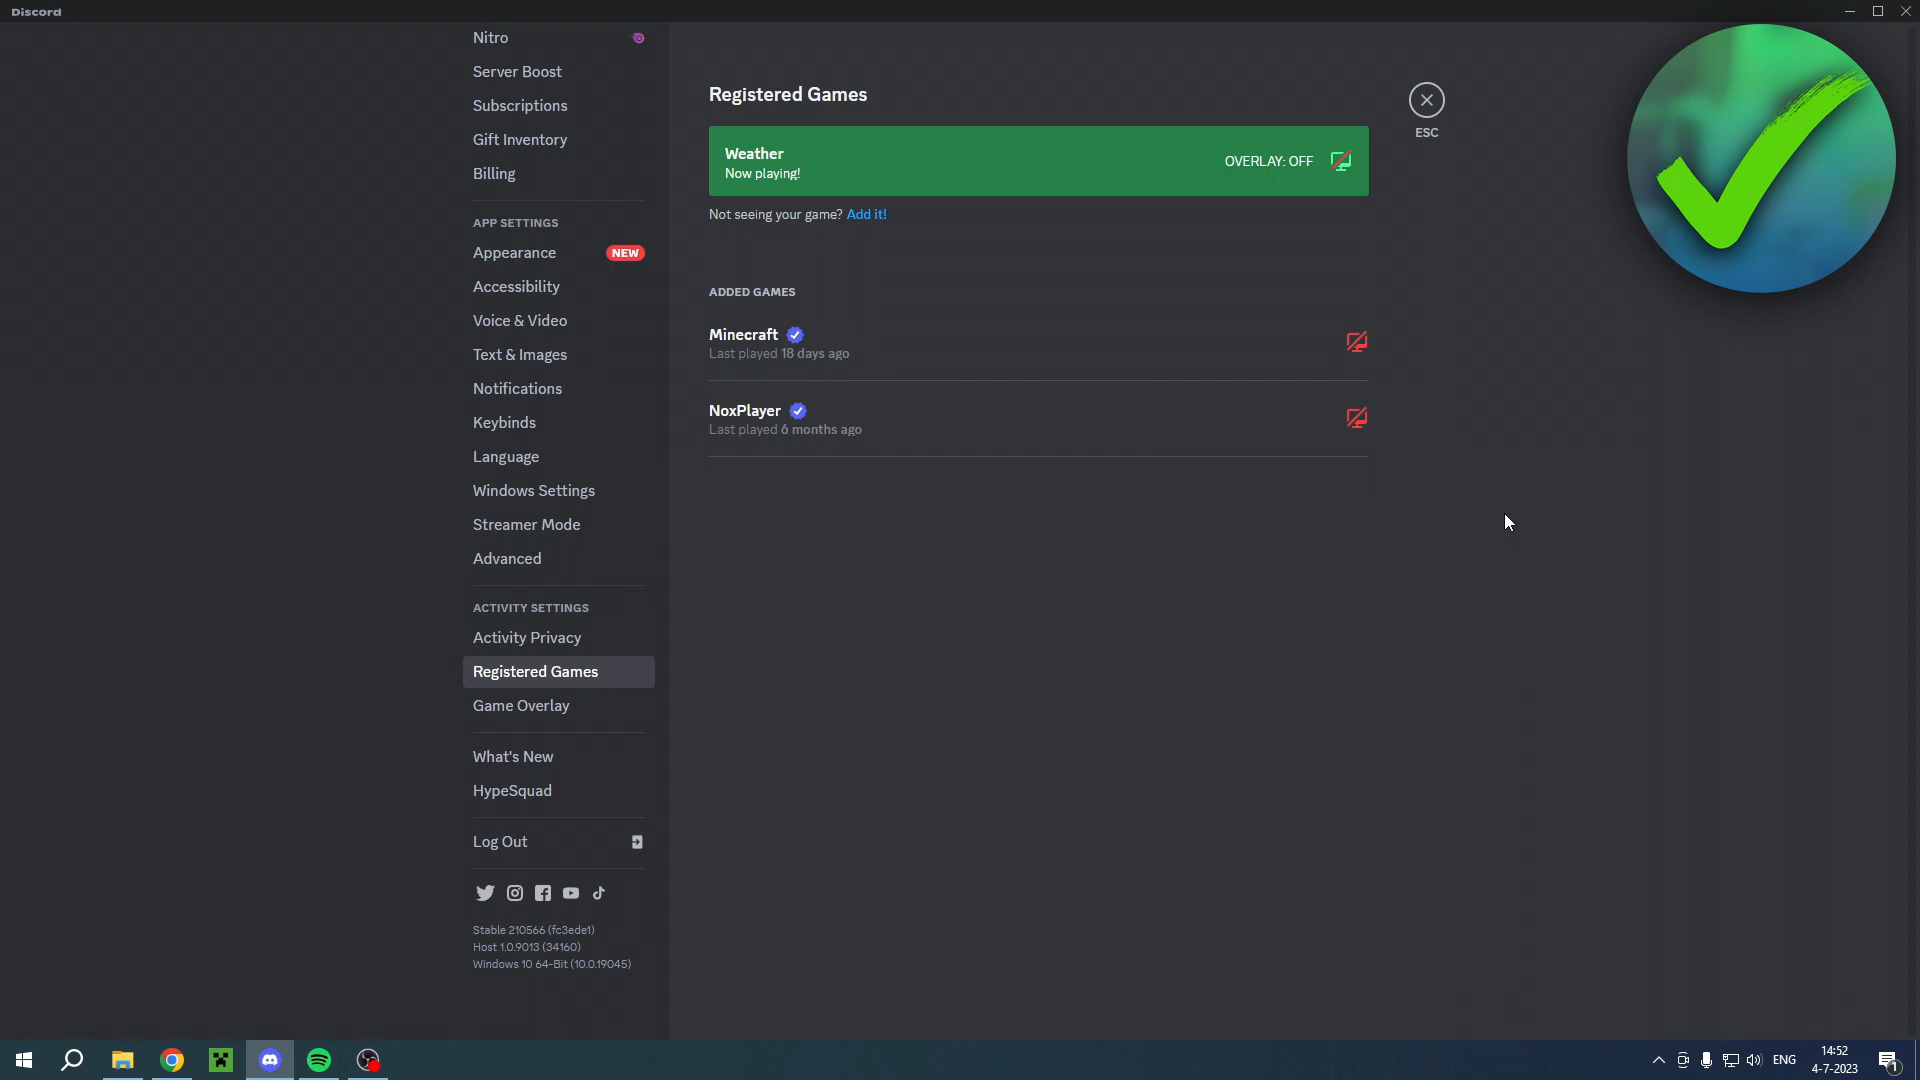 Discord
Nitro
Server Boost
Subscriptions
Gift Inventory
Billing
APP SETTINGS
Appearance NEW
Accessibility
Voice & Video
Text & Images
Notifications
Keybinds
Language
Windows Settings
Streamer Mode
Advanced
ACTIVITY SETTINGS
Activity Privacy
Registered Games
Game Overlay
What's New
HypeSquad
Log Out
Stable 210566 (fc3ede1)
Host 1.0.9013 (34160)
Windows 10 64-Bit (10.0.19045)
Registered Games
ESC
Weather
Now playing!
OVERLAY: OFF
Not seeing your game? Add it!
ADDED GAMES
Minecraft
Last played 18 days ago
NoxPlayer
Last played 6 months ago
ENG
14:52
4-7-2023
1